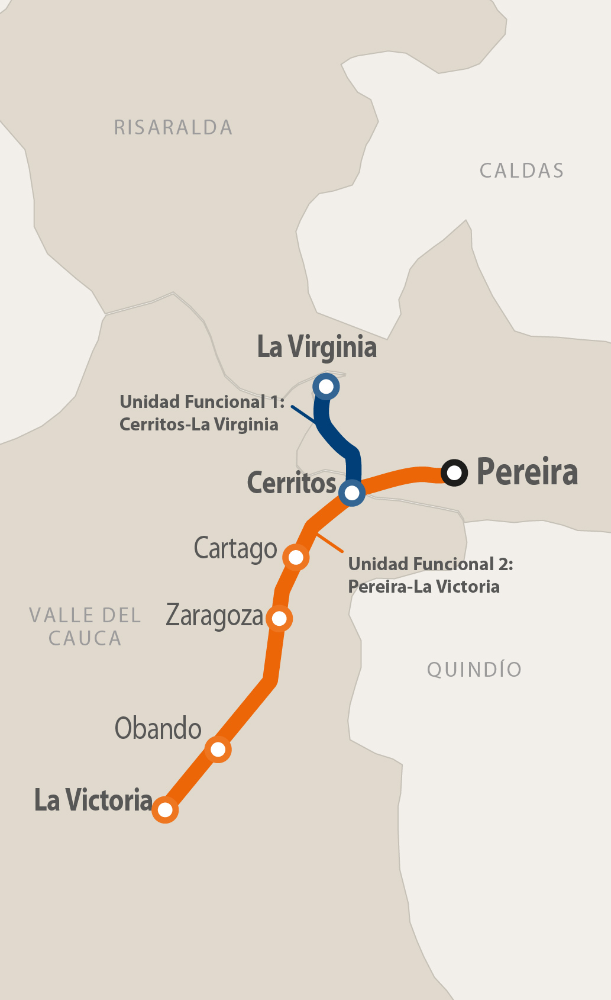 RISARALDA
CALDAS
La Virginia
Unidad Funcional 1:
Cerritos-La Virginia
Pereira
Cerritos
Cartago
Unidad Funcional 2:
Pereira-La Victoria
Zaragoza
VALLE DEL
CAUCA
QUINDÍO
Obando
La Victoria